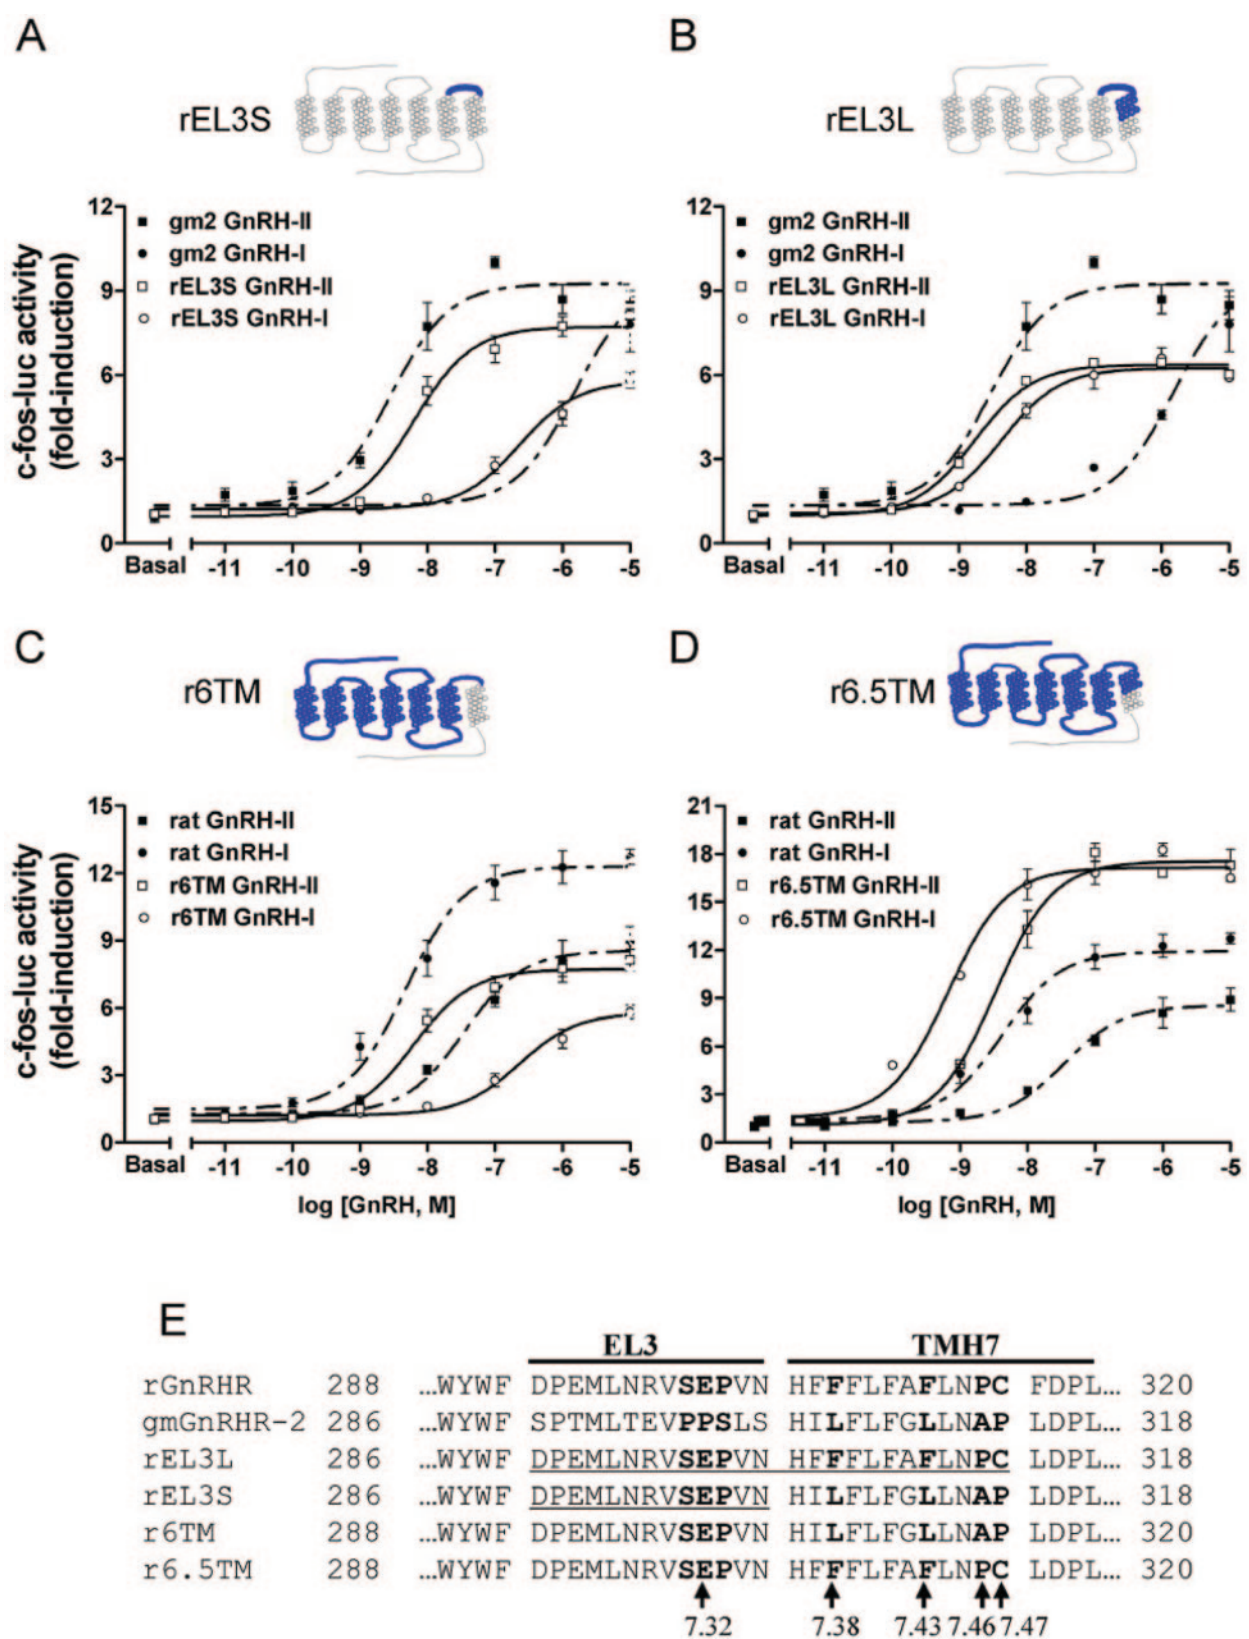 A
rEL3S
12
9
6
3
0
c-fos-luc activity
(fold-induction)
gm2 GnRH-II
gm2 GnRH-I
rEL3S GnRH-II
rEL3S GnRH-I
Basal -11 -10 -9 -8 -7 -6 -5
B
rEL3L
12
9
6
3
0
gm2 GnRH-II
gm2 GnRH-I
rEL3L GnRH-II
rEL3L GnRH-I
Basal -11 -10 -9 -8 -7 -6 -5
C
r6TM
15
12
9
6
3
0
c-fos-luc activity
(fold-induction)
rat GnRH-II
rat GnRH-I
r6TM GnRH-II
r6TM GnRH-I
Basal -11 -10 -9 -8 -7 -6 -5
log [GnRH, M]
D
r6.5TM
21
18
15
12
9
6
3
0
rat GnRH-II
rat GnRH-I
r6.5TM GnRH-II
r6.5TM GnRH-I
Basal -11 -10 -9 -8 -7 -6 -5
log [GnRH, M]
E
EL3 TMH7
rGnRHR 288 …WYWF DPEMLNRVSEPVN HFFFLFAFLNPC FDPL… 320
gmGnRHR-2 286 …WYWF SPTMLTEVPPSLS HILFLFGLLNAP LDPL… 318
rEL3L 286 …WYWF DPEMLNRVSEPVN HFFFLFAFLNPC LDPL… 318
rEL3S 286 …WYWF DPEMLNRVSEPVN HILFLFGLLNAP LDPL… 318
r6TM 288 …WYWF DPEMLNRVSEPVN HILFLFGLLNAP LDPL… 320
r6.5TM 288 …WYWF DPEMLNRVSEPVN HFFFLFAFLNPC LDPL… 320
7.32 7.38 7.43 7.46 7.47